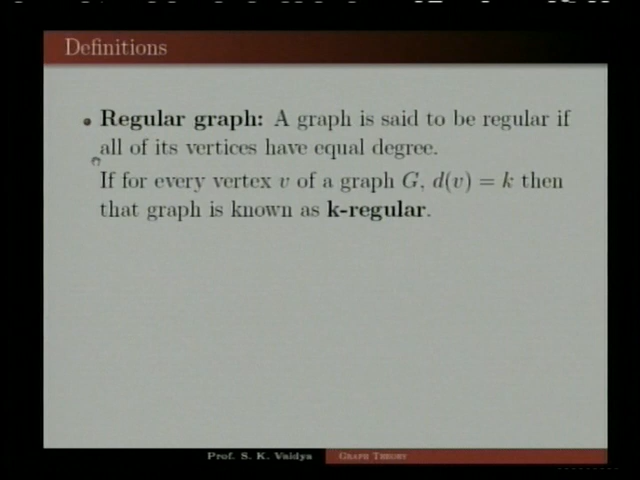 Definitions
Regular graph: A graph is said to be regular if
all of its vertices have equal degree.
If for every vertex v of a graph G, d(v) = k then
that graph is known as k-regular.
Prof. S. K. Vaidya
Graph Theory